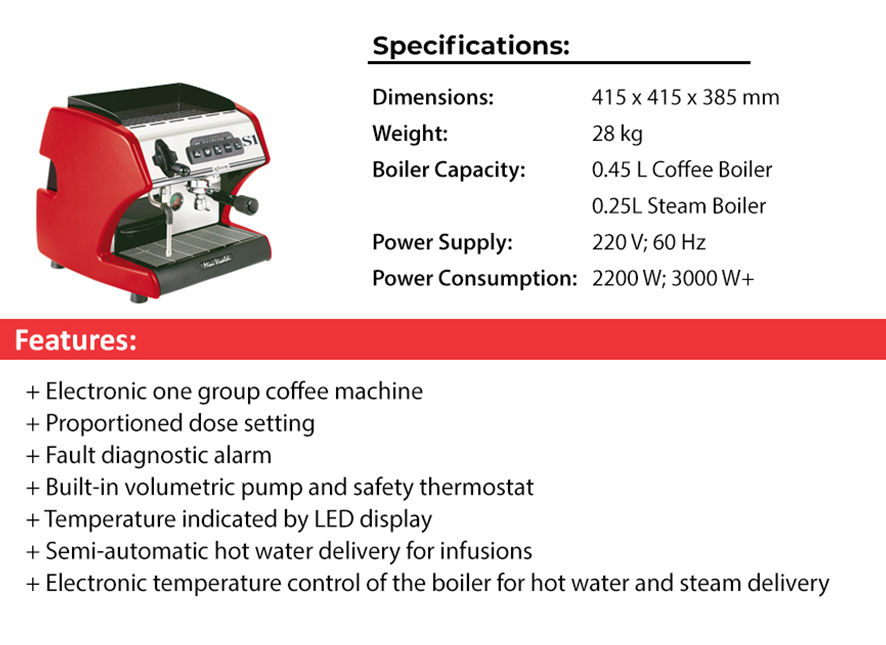 Specifications:
Dimensions: 415 x 415 x 385 mm
Weight: 28 kg
Boiler Capacity: 0.45 L Coffee Boiler
0.25L Steam Boiler
Power Supply: 220 V; 60 Hz
Power Consumption: 2200 W; 3000 W+
S1
Mini Vivaldi
Features:
+ Electronic one group coffee machine
+ Proportioned dose setting
+ Fault diagnostic alarm
+ Built-in volumetric pump and safety thermostat
+ Temperature indicated by LED display
+ Semi-automatic hot water delivery for infusions
+ Electronic temperature control of the boiler for hot water and steam delivery